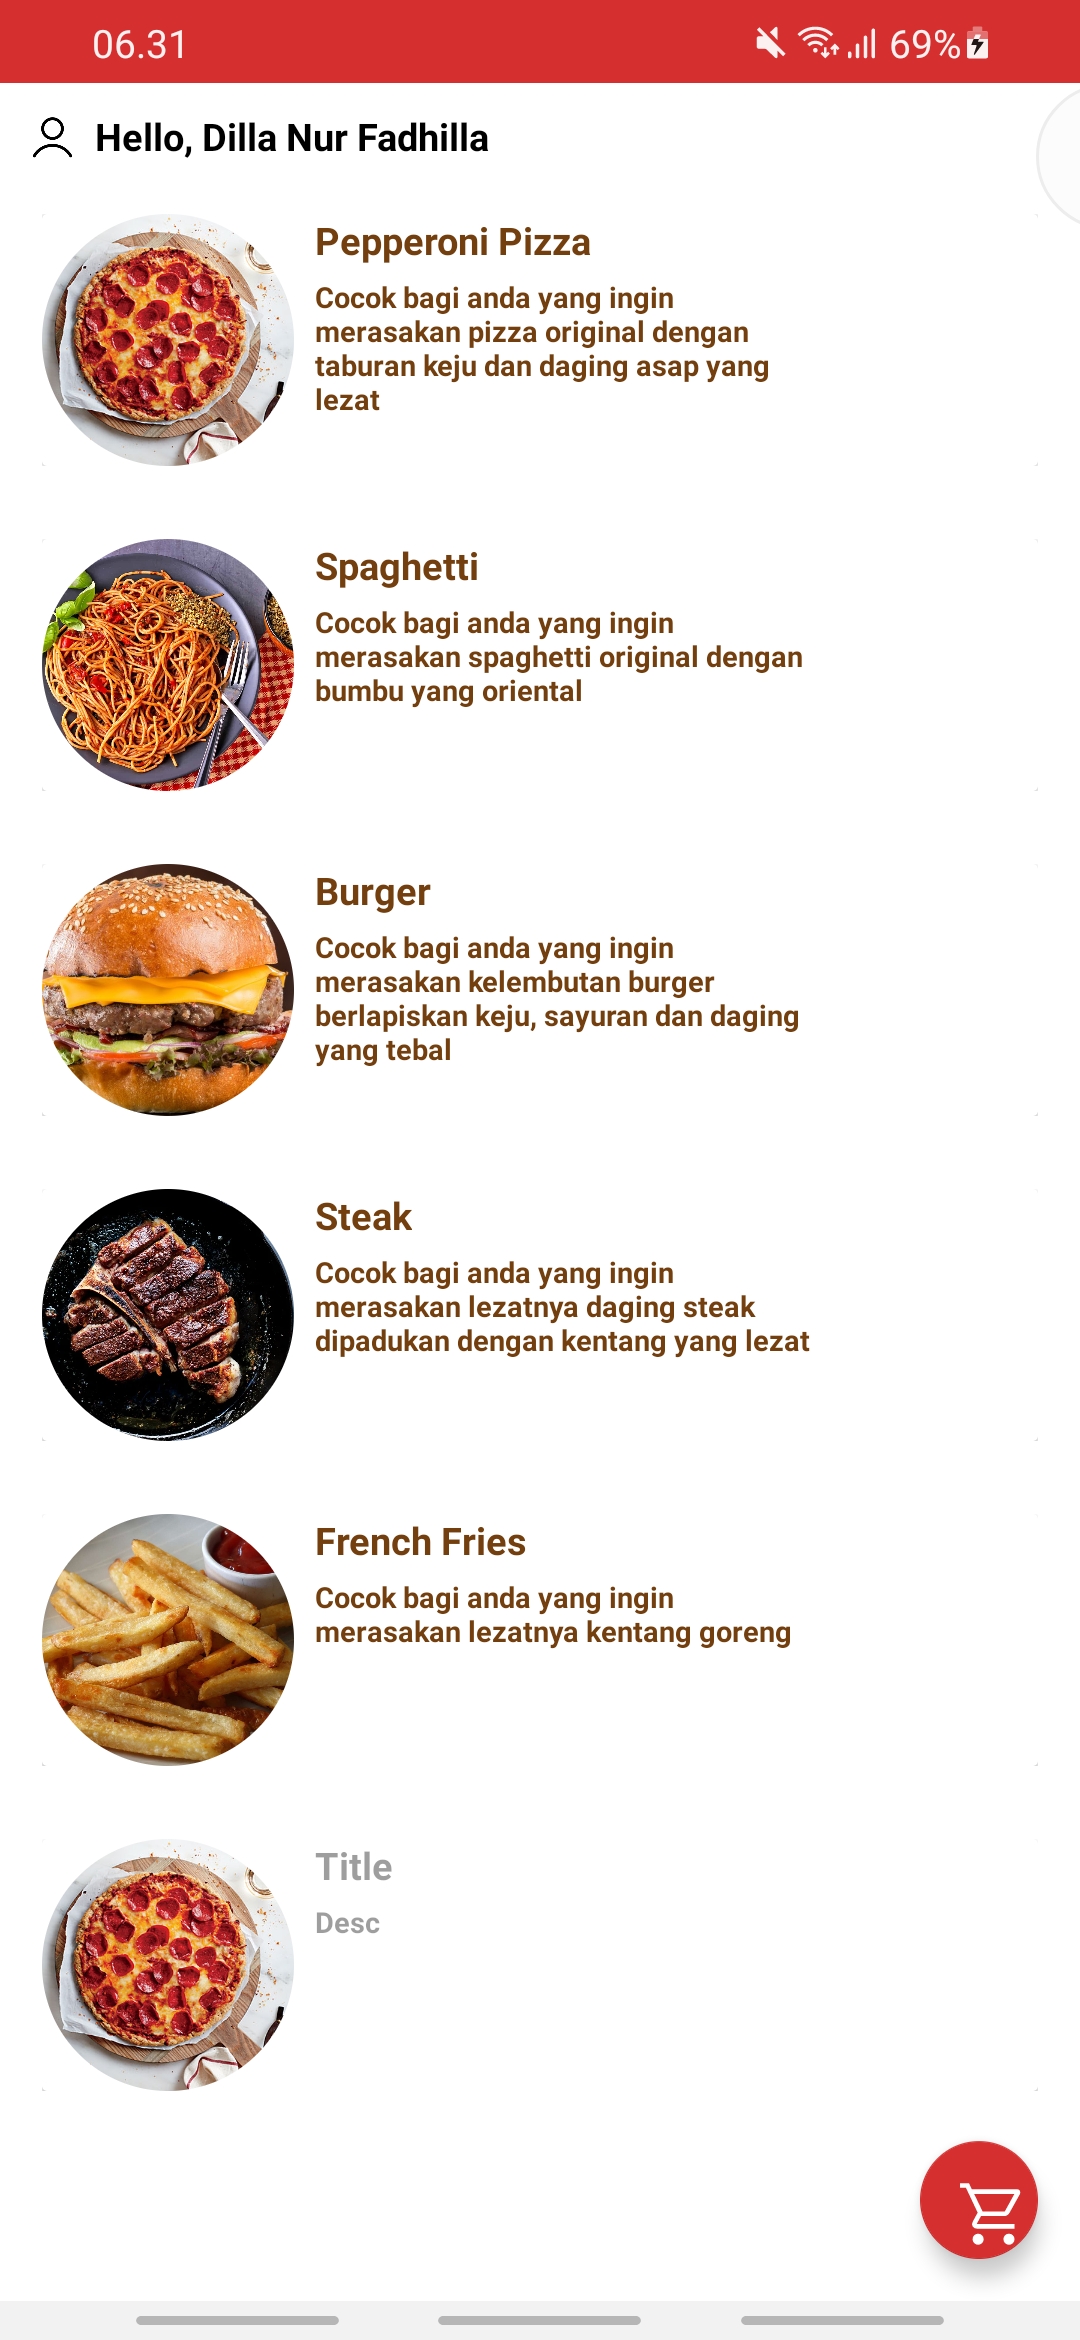 06.31
69%
Hello, Dilla Nur Fadhilla
Pepperoni Pizza
Cocok bagi anda yang ingin
merasakan pizza original dengan
taburan keju dan daging asap yang
lezat
Spaghetti
Cocok bagi anda yang ingin
merasakan spaghetti original dengan
bumbu yang oriental
Burger
Cocok bagi anda yang ingin
merasakan kelembutan burger
berlapiskan keju, sayuran dan daging
yang tebal
Steak
Cocok bagi anda yang ingin
merasakan lezatnya daging steak
dipadukan dengan kentang yang lezat
French Fries
Cocok bagi anda yang ingin
merasakan lezatnya kentang goreng
Title
Desc